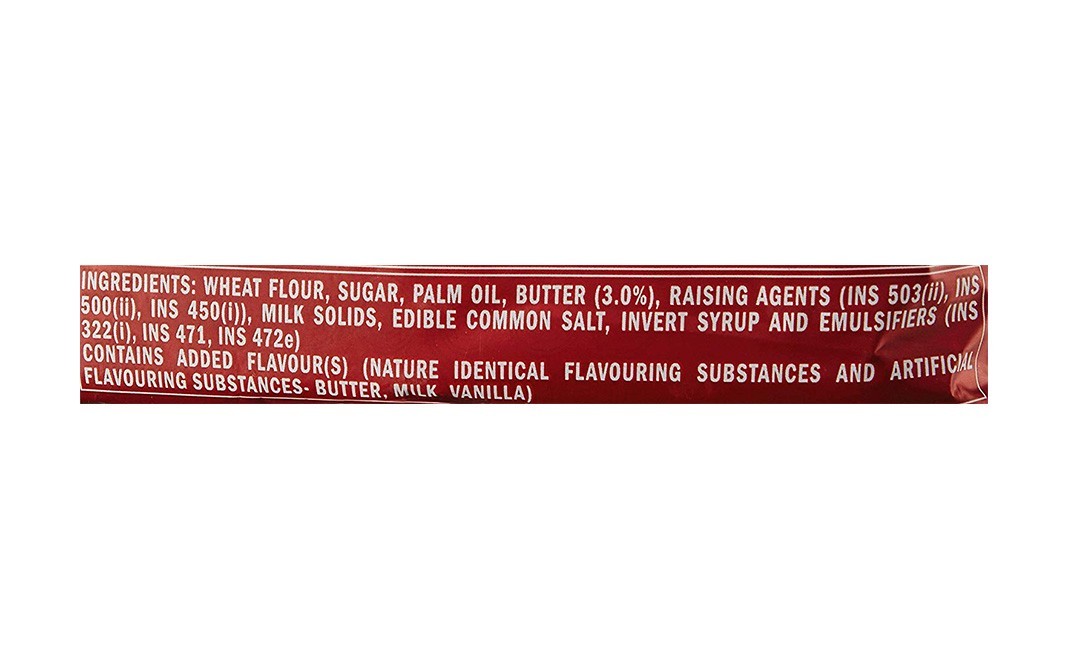 INGREDIENTS: WHEAT FLOUR, SUGAR, PALM OIL, BUTTER (3.0%), RAISING AGENTS (INS 503(ii), INS
500(ii), INS 450(i)), MILK SOLIDS, EDIBLE COMMON SALT, INVERT SYRUP AND EMULSIFIERS (INS
322(i), INS 471, INS 472e)
CONTAINS ADDED FLAVOUR(S) (NATURE IDENTICAL FLAVOURING SUBSTANCES AND ARTIFICIAL
FLAVOURING SUBSTANCES- BUTTER, MILK VANILLA)